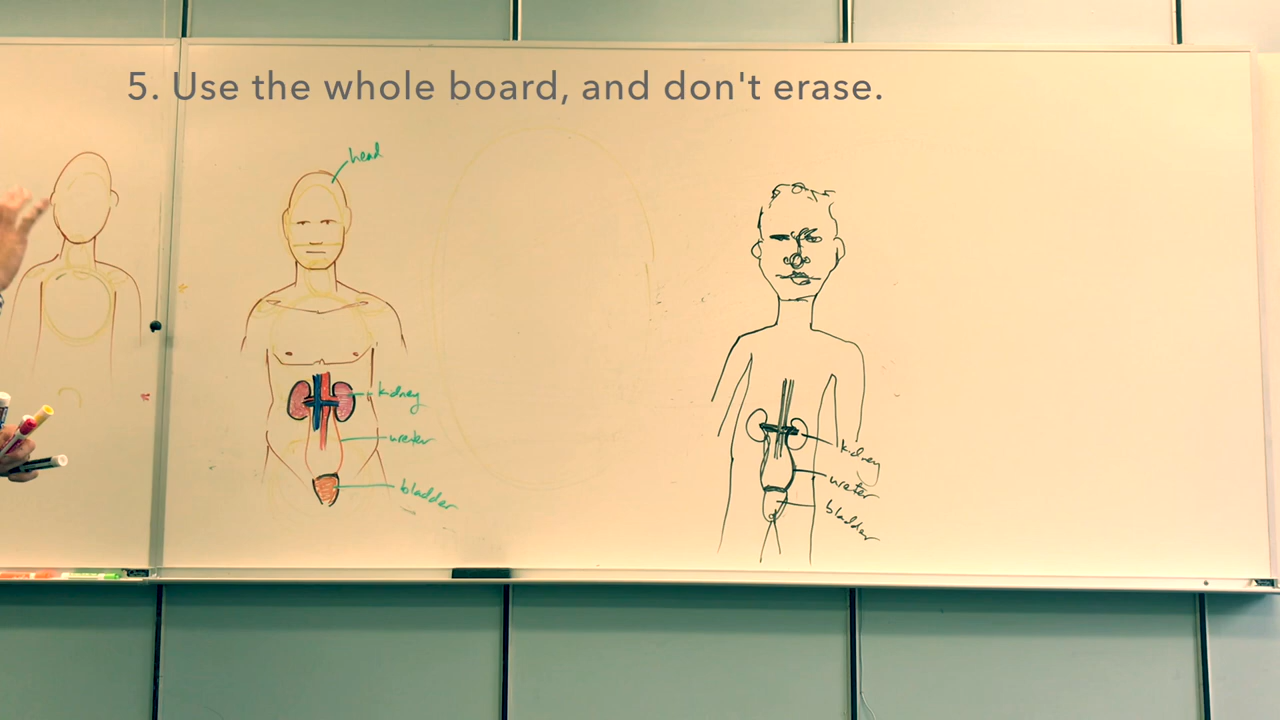 5. Use the whole board, and don't erase.
head
kidney
ureter
bladder
kidney
ureter
bladder